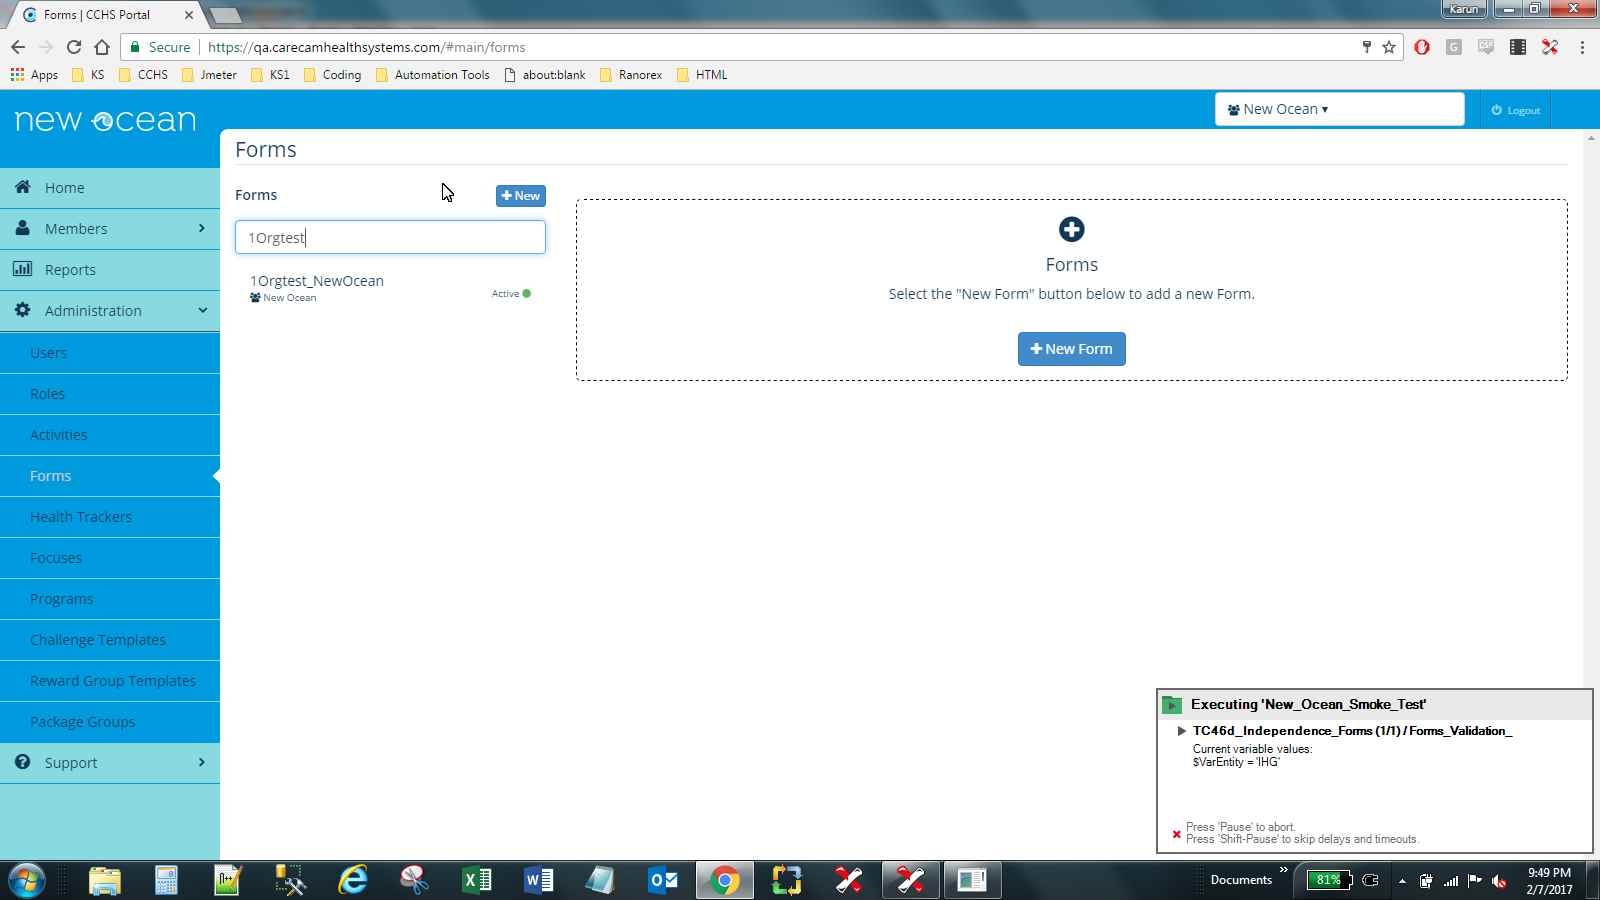 Forms | CCHS Portal
Karun
Secure
https://qa.carecamhealthsystems.com/#main/forms
Apps
KS
CCHS
Jmeter
KS1
Coding
Automation Tools
about:blank
Ranorex
HTML
new ocean
New Ocean
Logout
Forms
Home
Members
Reports
Administration
Users
Roles
Activities
Forms
Health Trackers
Focuses
Programs
Challenge Templates
Reward Group Templates
Package Groups
Support
Forms
New
1Orgtest
1Orgtest_NewOcean
New Ocean
Active
Forms
Select the "New Form" button below to add a new Form.
New Form
Executing 'New_Ocean_Smoke_Test'
TC46d_Independence_Forms (1/1) / Forms_Validation_
Current variable values:
$VarEntity = 'IHG'
Press 'Pause' to abort.
Press 'Shift-Pause' to skip delays and timeouts.
Documents
81%
9:49 PM
2/7/2017